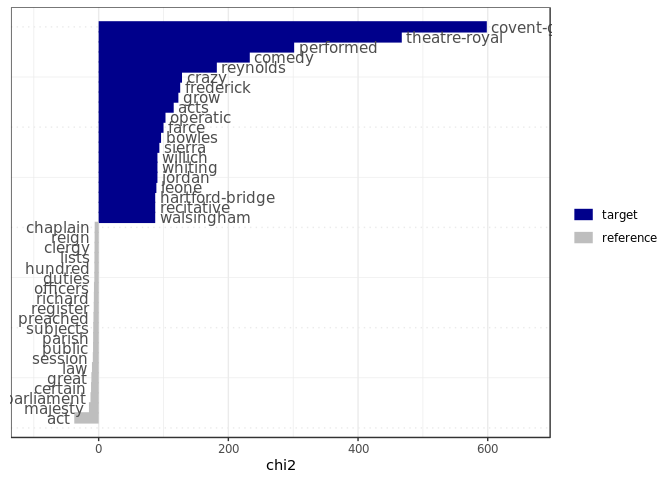 covent-g
theatre-royal
performed
comedy
reynolds
crazy
frederick
grow
acts
operatic
farce
bowles
sierra
willich
whiting
jordan
leone
hartford-bridge
recitative
walsingham
chaplain
reign
clergy
lists
hundred
duties
officers
richard
register
preached
subjects
parish
public
session
law
great
certain
parliament
majesty
act
target
reference
0
200
400
600
chi2